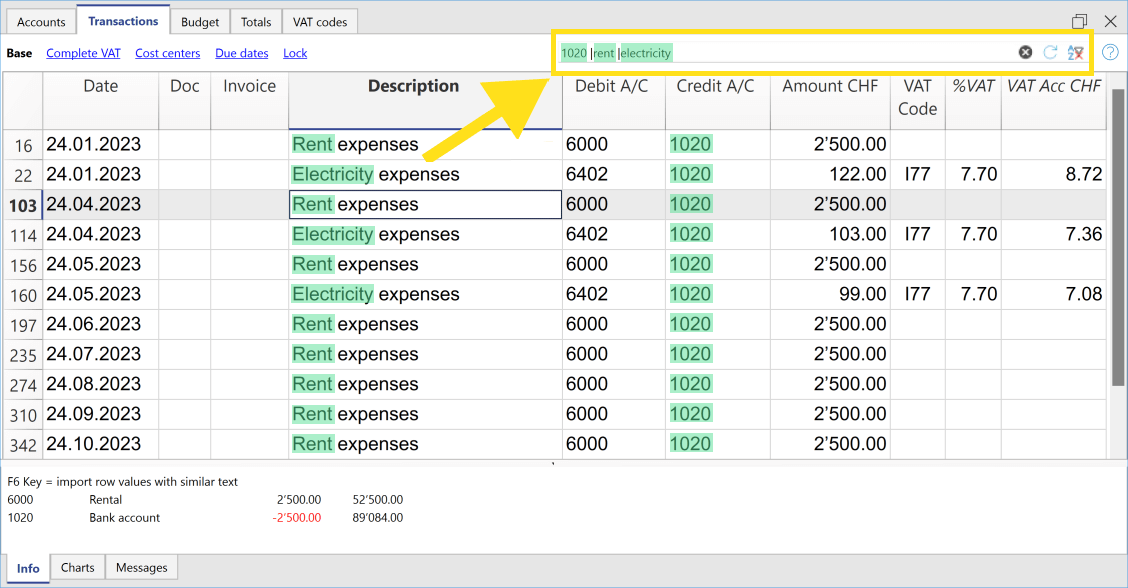 Accounts Transactions Budget Totals VAT codes
Base Complete VAT Cost centers Due dates Lock 1020 |rent |electricity
Date Doc Invoice Description Debit A/C Credit A/C Amount CHF VAT Code %VAT VAT Acc CHF
16 24.01.2023 Rent expenses 6000 1020 2’500.00
22 24.01.2023 Electricity expenses 6402 1020 122.00 I77 7.70 8.72
103 24.04.2023 Rent expenses 6000 1020 2’500.00
114 24.04.2023 Electricity expenses 6402 1020 103.00 I77 7.70 7.36
156 24.05.2023 Rent expenses 6000 1020 2’500.00
160 24.05.2023 Electricity expenses 6402 1020 99.00 I77 7.70 7.08
197 24.06.2023 Rent expenses 6000 1020 2’500.00
235 24.07.2023 Rent expenses 6000 1020 2’500.00
274 24.08.2023 Rent expenses 6000 1020 2’500.00
310 24.09.2023 Rent expenses 6000 1020 2’500.00
342 24.10.2023 Rent expenses 6000 1020 2’500.00
F6 Key = import row values with similar text
6000 Rental 2’500.00 52’500.00
1020 Bank account -2’500.00 89’084.00
Info Charts Messages